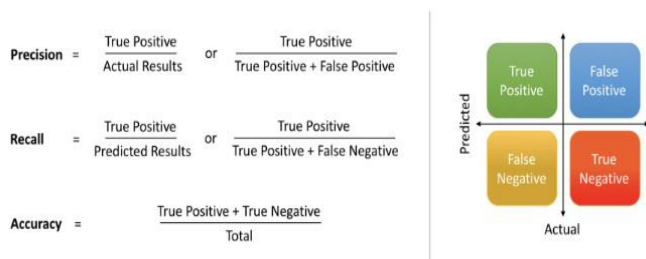 Precision = True Positive / Actual Results or True Positive / True Positive + False Positive
Recall = True Positive / Predicted Results or True Positive / True Positive + False Negative
Accuracy = True Positive + True Negative / Total
Predicted
True Positive
False Positive
False Negative
True Negative
Actual